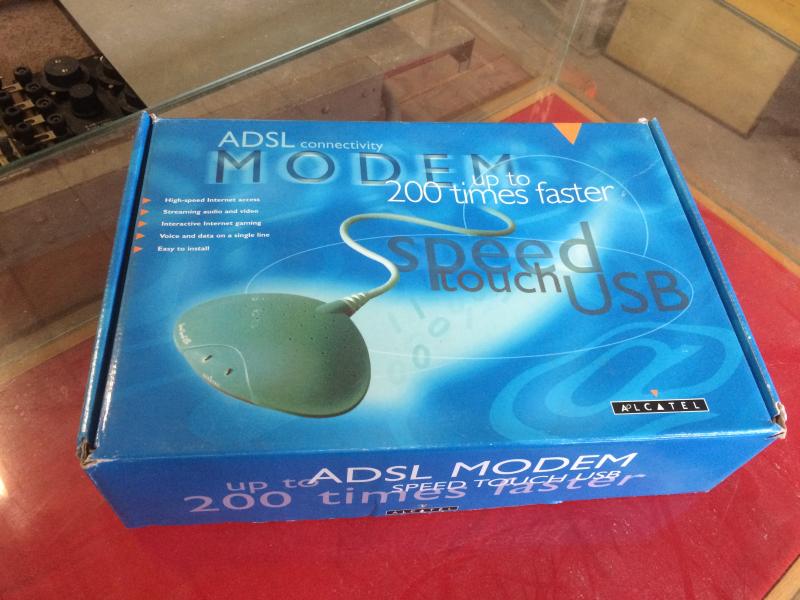 ADSL connectivity
MODEM
up to
200 times faster
High-speed Internet access
Streaming audio and video
Interactive Internet gaming
Voice and data on a single line
Easy to install
speed
touch
USB
ALCATEL
up to ADSL MODEM
SPEED TOUCH USB
200 times faster
ALCATEL